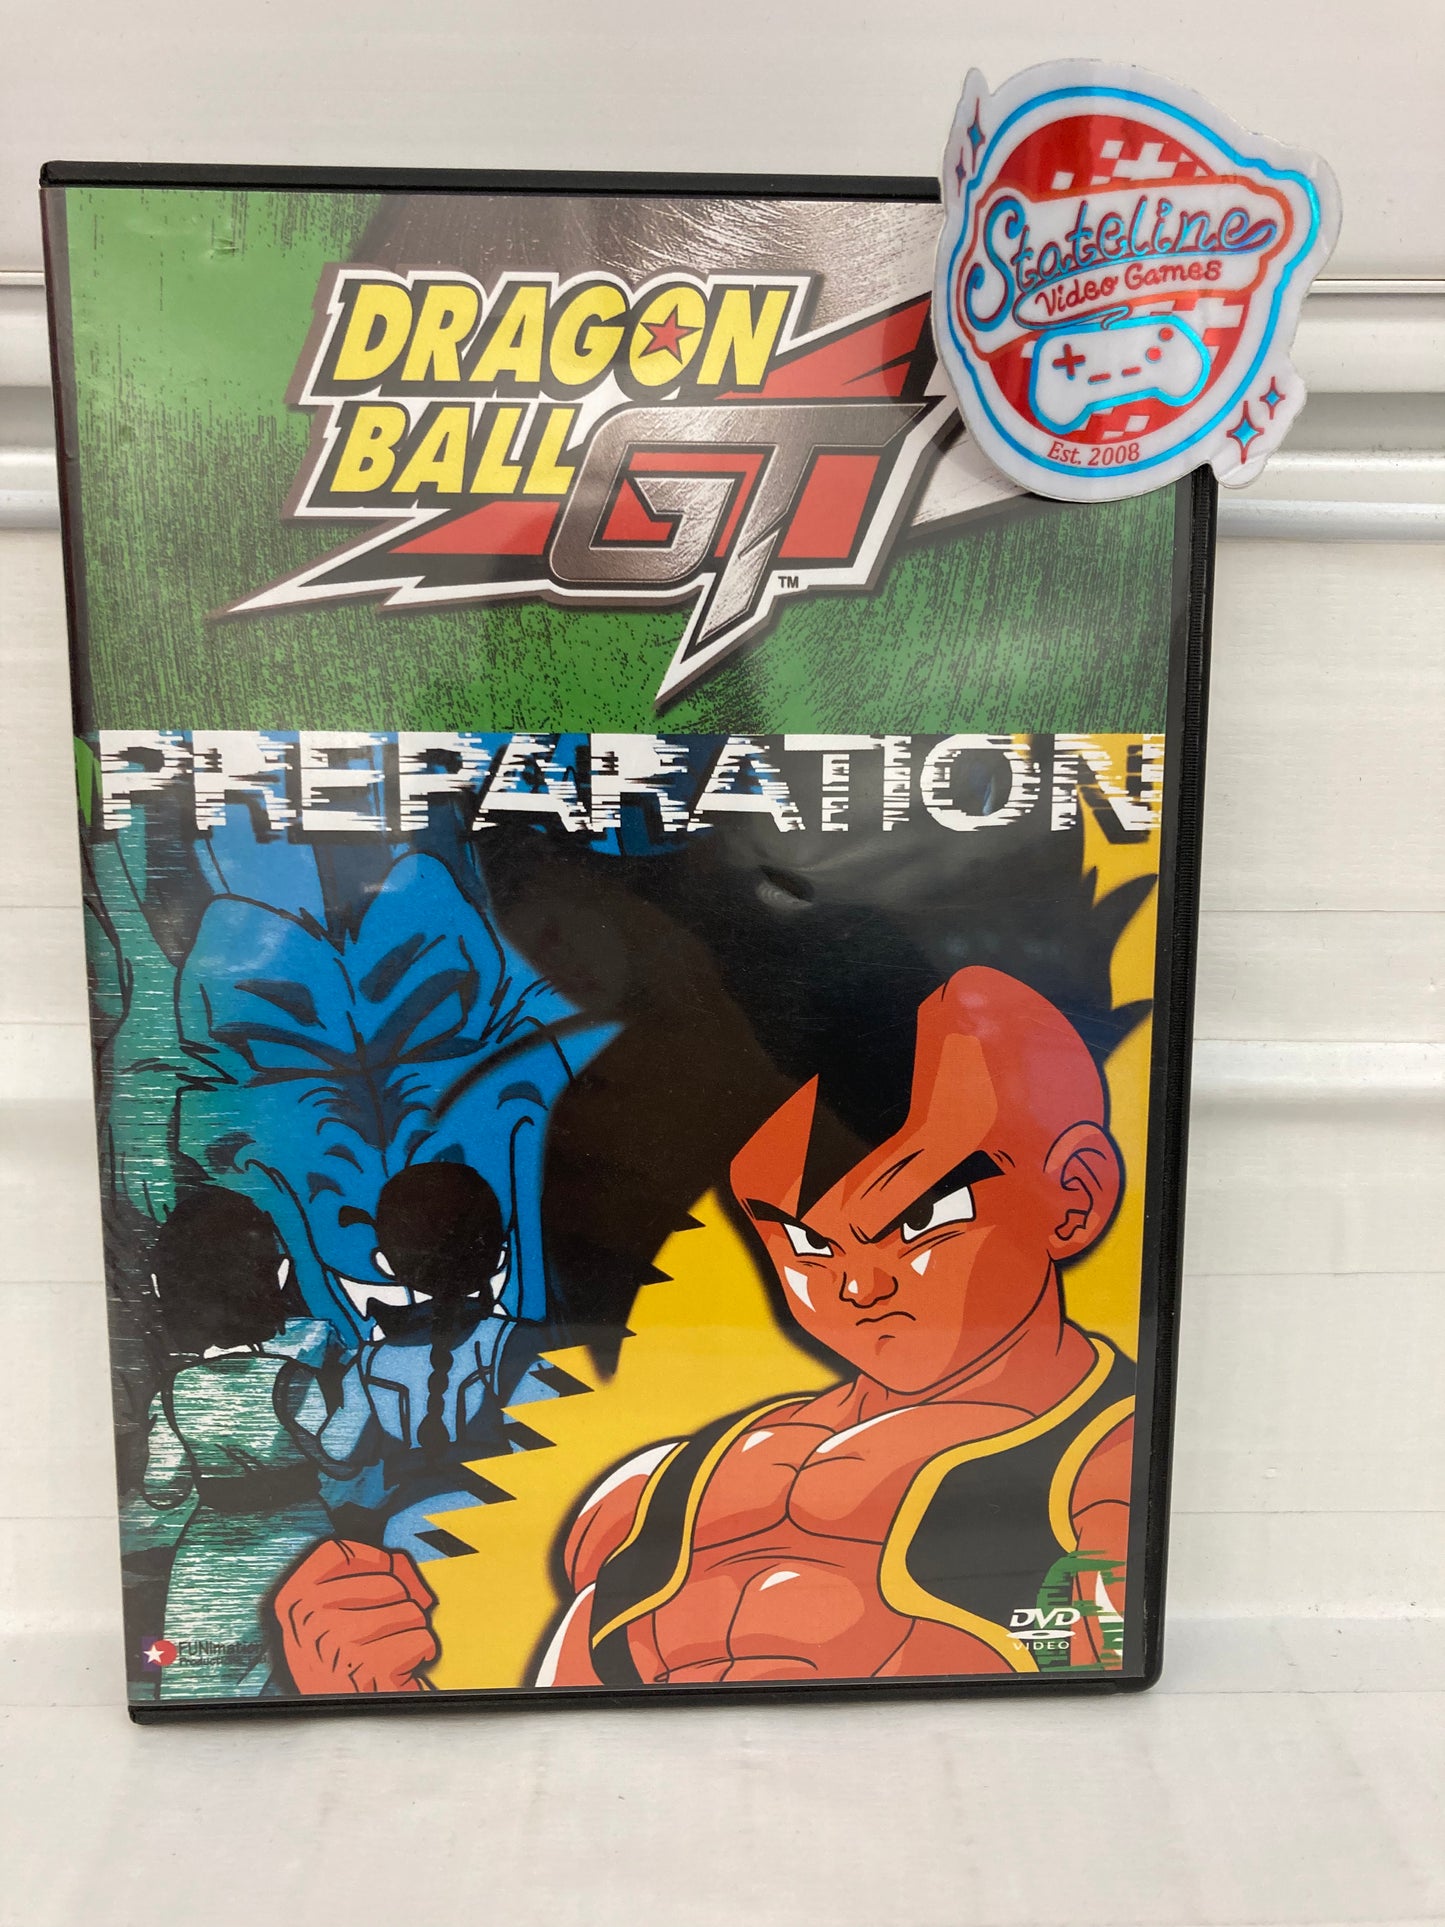 Stateline
Video Games
Est. 2008
DRAGON
BALL GT
TM
PREPARATION
FUNimation
DVD
VIDEO